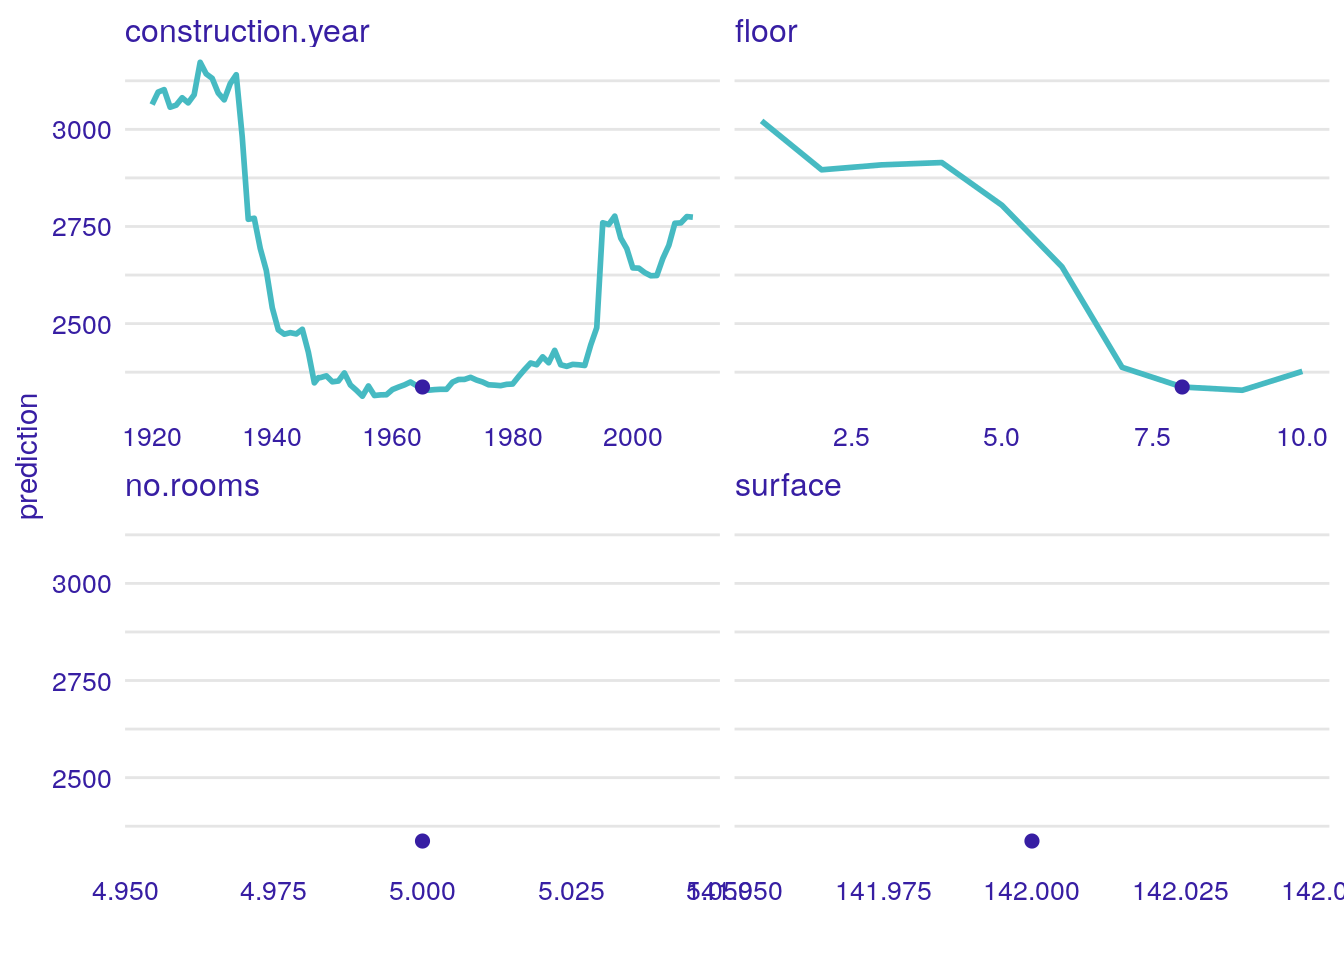 construction.year
floor
3000
2750
2500
1920 1940 1960 1980 2000
2.5 5.0 7.5 10.0
prediction
no.rooms
surface
3000
2750
2500
4.950 4.975 5.000 5.025
141.975 142.000 142.025